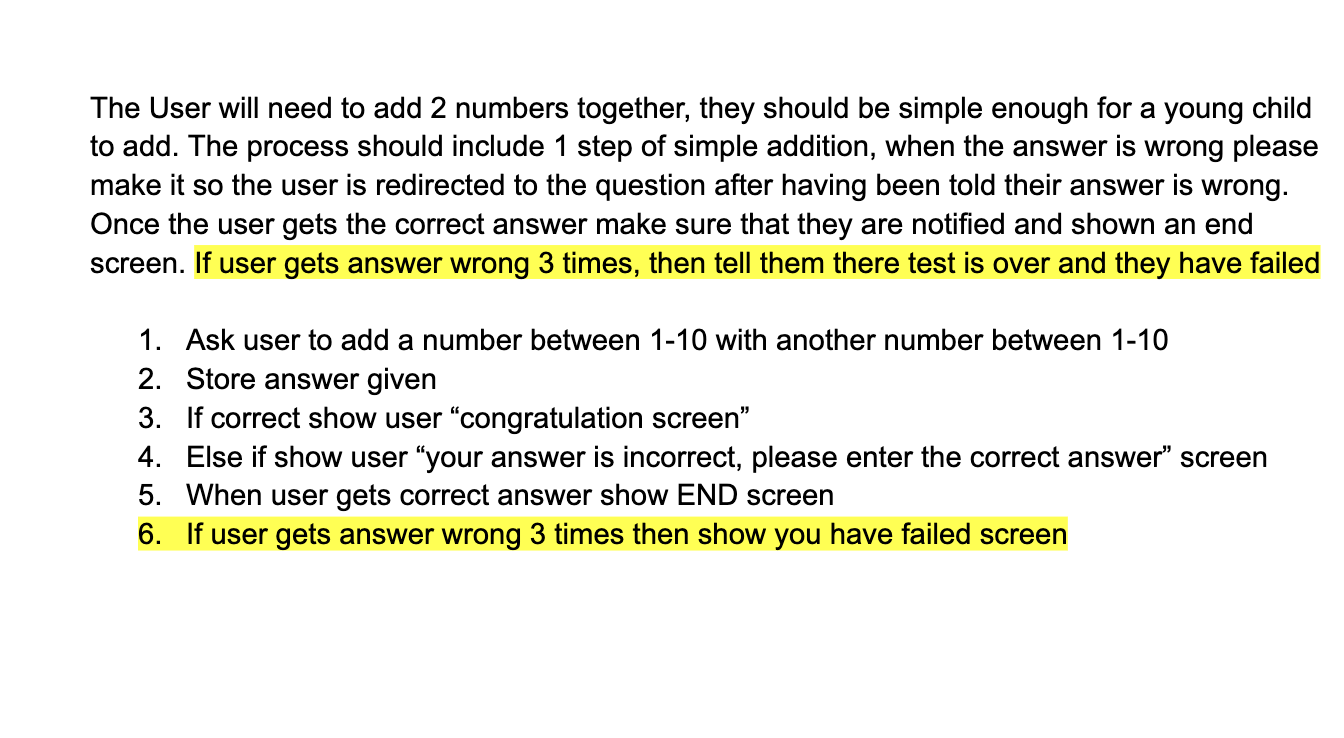 The User will need to add 2 numbers together, they should be simple enough for a young child
to add. The process should include 1 step of simple addition, when the answer is wrong please
make it so the user is redirected to the question after having been told their answer is wrong.
Once the user gets the correct answer make sure that they are notified and shown an end
screen. If user gets answer wrong 3 times, then tell them there test is over and they have failed
1. Ask user to add a number between 1-10 with another number between 1-10
2. Store answer given
3. If correct show user “congratulation screen”
4. Else if show user “your answer is incorrect, please enter the correct answer” screen
5. When user gets correct answer show END screen
6. If user gets answer wrong 3 times then show you have failed screen